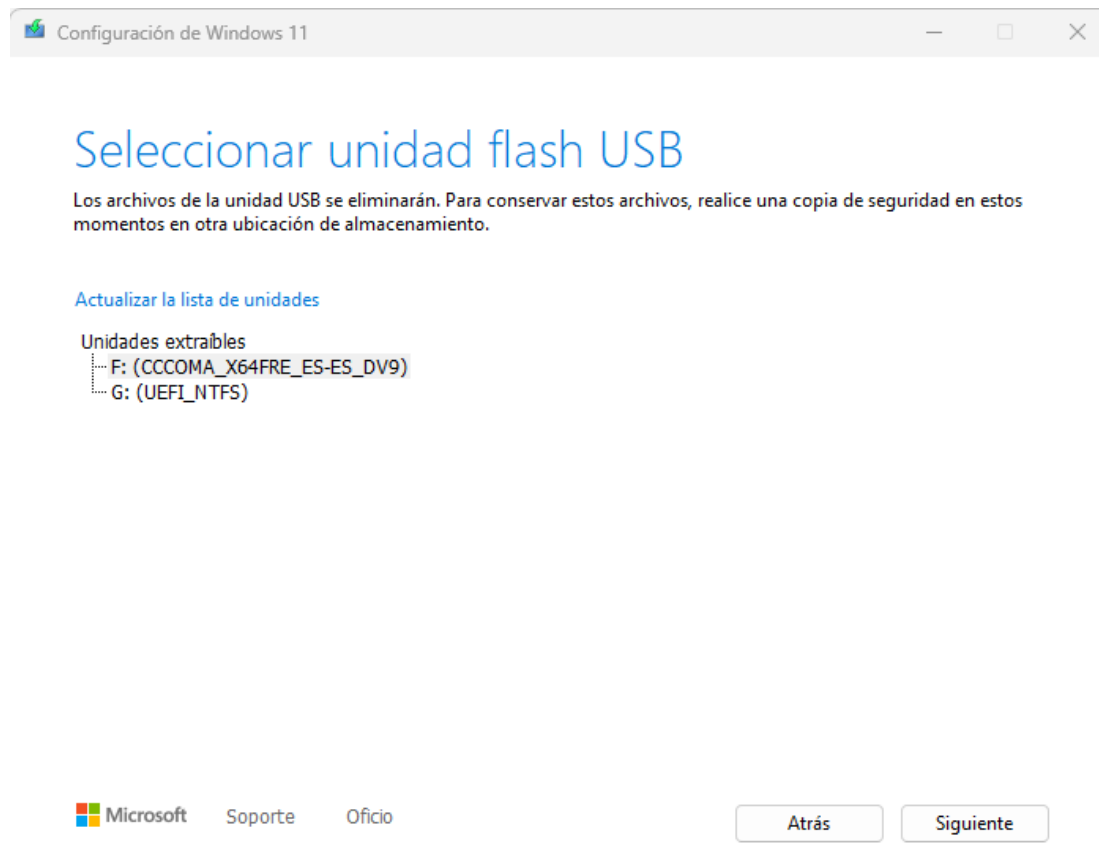 Configuración de Windows 11
Seleccionar unidad flash USB
Los archivos de la unidad USB se eliminarán. Para conservar estos archivos, realice una copia de seguridad en estos
momentos en otra ubicación de almacenamiento.
Actualizar la lista de unidades
Unidades extraíbles
F: (CCCOMA_X64FRE_ES-ES_DV9)
G: (UEFI_NTFS)
Microsoft Soporte Oficio Atrás Siguiente